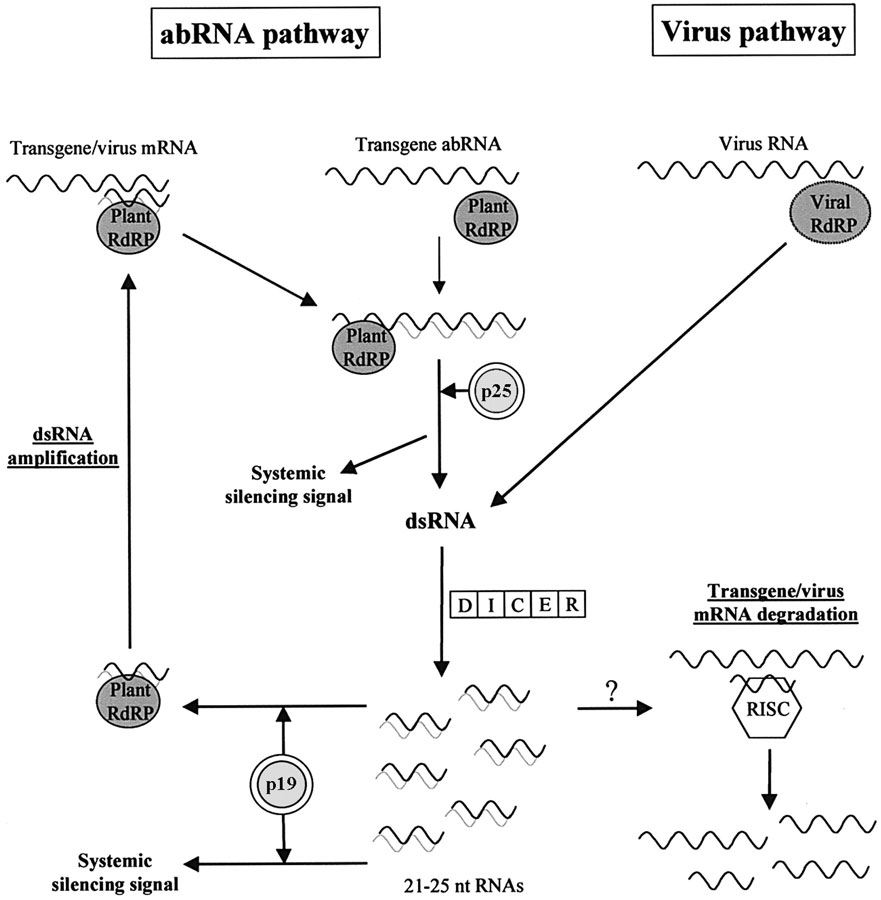 abRNA pathway
Virus pathway
Transgene/virus mRNA
Transgene abRNA
Virus RNA
Plant
RdRP
Plant
RdRP
Viral
RdRP
Plant
RdRP
p25
dsRNA
amplification
Systemic
silencing signal
dsRNA
DICER
Transgene/virus
mRNA degradation
Plant
RdRP
?
RISC
p19
Systemic
silencing signal
21-25 nt RNAs